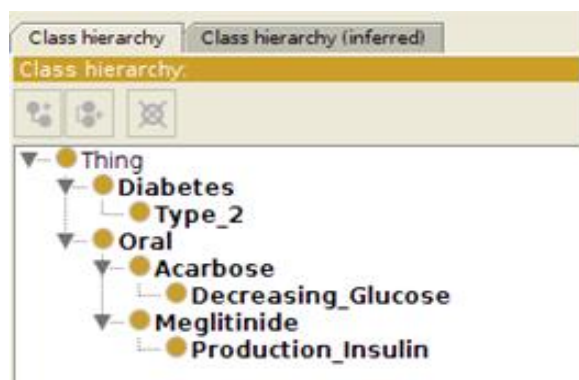 Class hierarchy Class hierarchy (inferred)
Class hierarchy:
Thing
Diabetes
Type_2
Oral
Acarbose
Decreasing_Glucose
Meglitinide
Production_Insulin